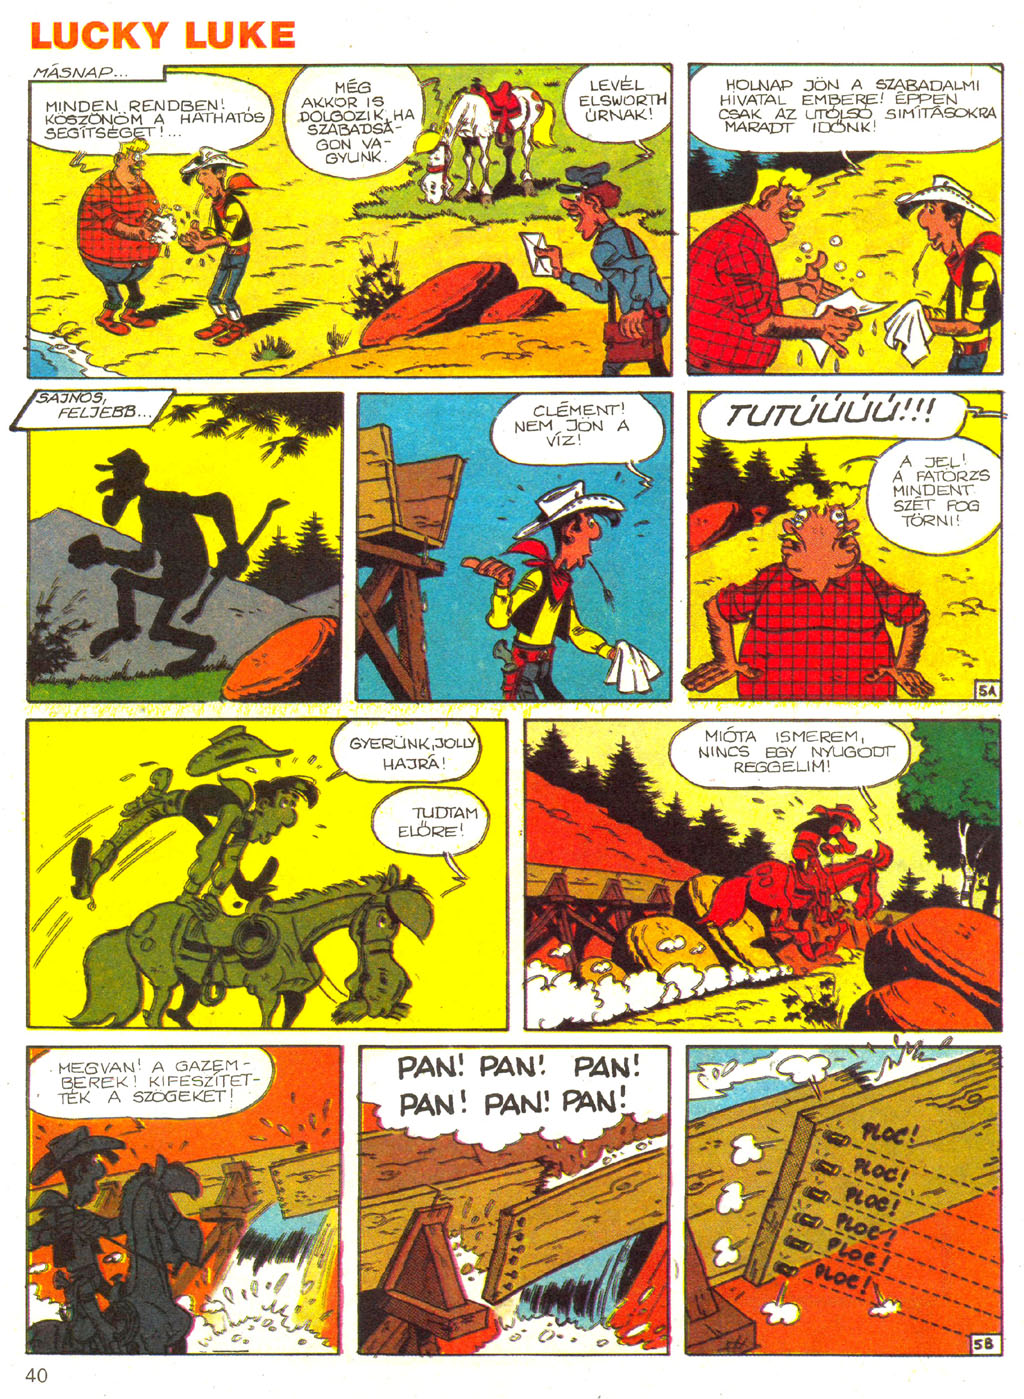 LUCKY LUKE
MÁSNAP...
MINDEN RENDBEN!
KÖSZÖNÖM A HATHATÓS
SEGÍTSÉGET!...
MÉG
AKKOR IS
DOLGOZIK, HA
SZABADSÁ-
GON VA-
GYUNK.
LEVÉL
ELSWORTH
ÚRNAK!
HOLNAP JÖN A SZABADALMI
HIVATAL EMBERE! ÉPPEN
CSAK AZ UTOLSÓ SIMÍTÁSOKRA
MARADT IDŐNK!
SAJNOS,
FELJEBB...
CLÉMENT!
NEM JÖN A
VÍZ!
TUTÚÚÚÚ!!!
A JEL!
A FATÖRZS
MINDENT
SZÉT FOG
TÖRNI!
5A
GYERÜNK, JOLLY
HAJRÁ!
TUDTAM
ELŐRE!
MIÓTA ISMEREM,
NINCS EGY NYUGODT
REGGELIM!
MEGVAN! A GAZEM-
BEREK! KIFESZÍTET-
TÉK A SZÖGEKET!
PAN! PAN! PAN!
PAN! PAN! PAN!
PLOC!
PLOC!
PLOC!
PLOC!
PLOC!
PLOC!
5B
40